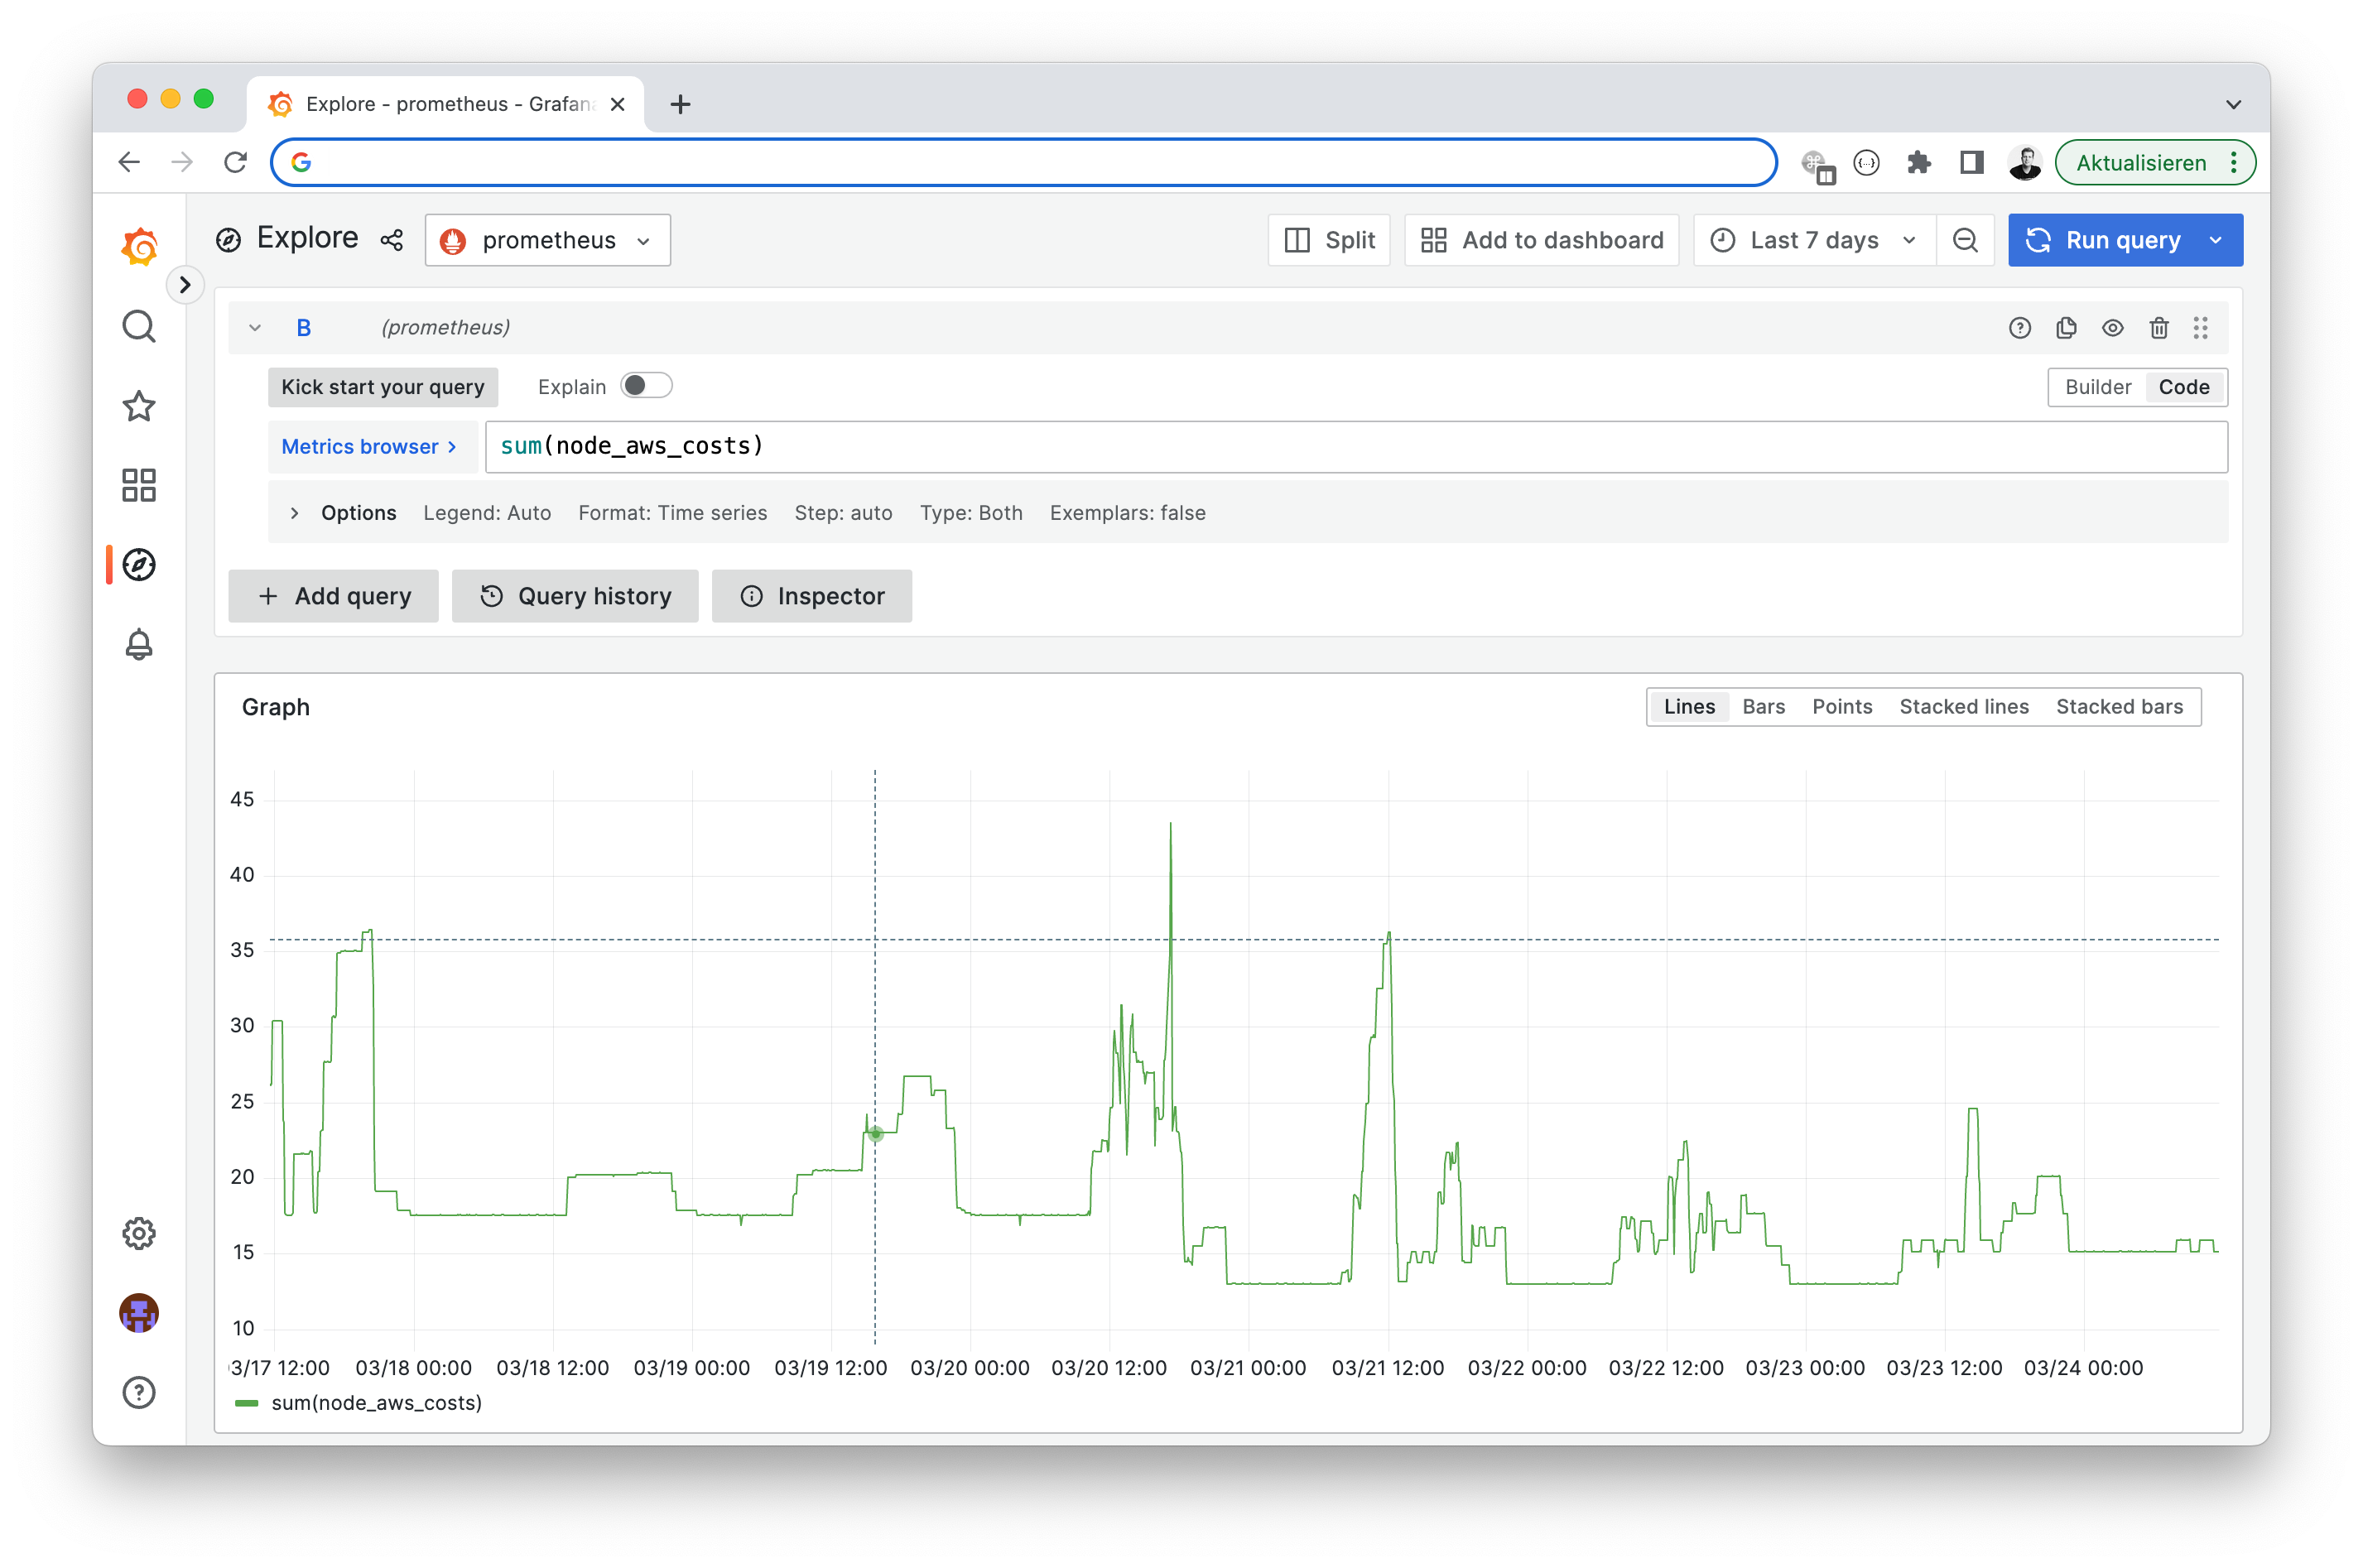 Explore - prometheus - Grafana
Aktualisieren
Explore
prometheus
Split
Add to dashboard
Last 7 days
Run query
B
(prometheus)
Kick start your query
Explain
Builder
Code
Metrics browser >
sum(node_aws_costs)
Options
Legend: Auto
Format: Time series
Step: auto
Type: Both
Exemplars: false
+ Add query
Query history
Inspector
Graph
Lines
Bars
Points
Stacked lines
Stacked bars
45
40
35
30
25
20
15
10
3/17 12:00
03/18 00:00
03/18 12:00
03/19 00:00
03/19 12:00
03/20 00:00
03/20 12:00
03/21 00:00
03/21 12:00
03/22 00:00
03/22 12:00
03/23 00:00
03/23 12:00
03/24 00:00
sum(node_aws_costs)